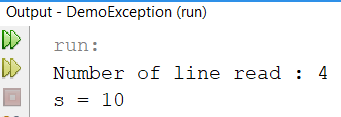 Output - DemoException (run)
run:
Number of line read : 4
s = 10